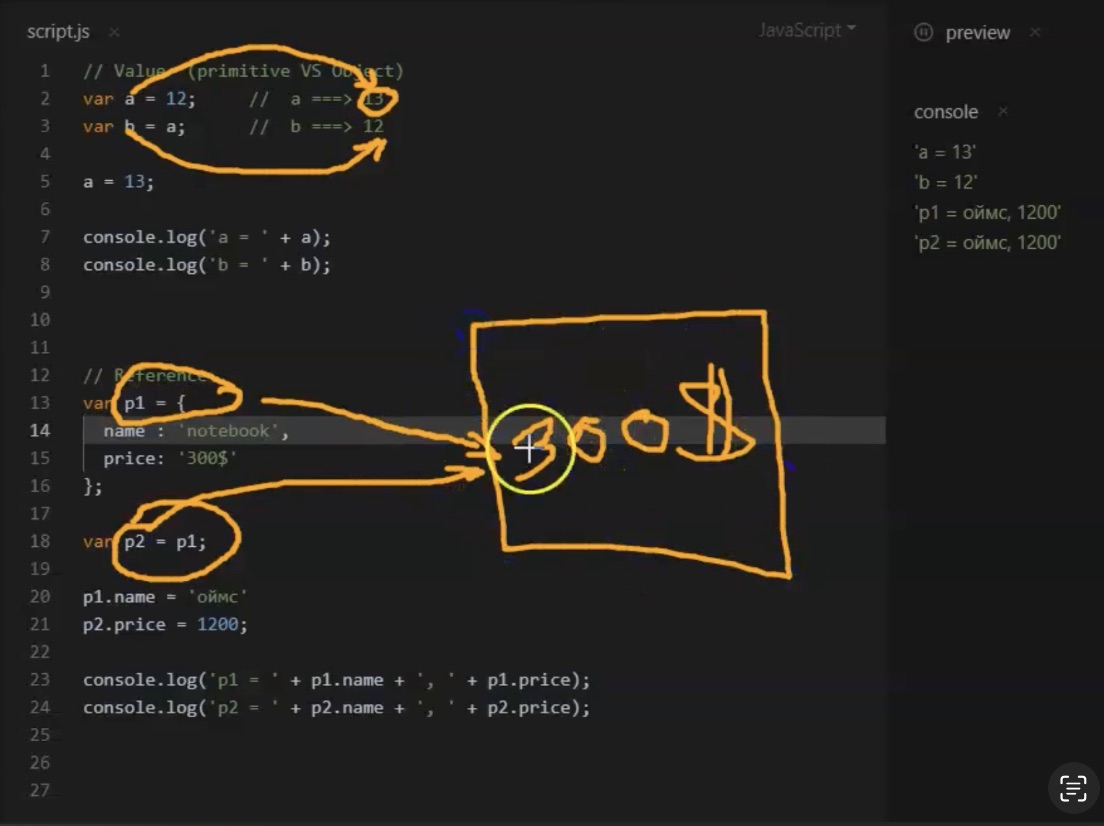 script.js ×
JavaScript
1 // Value (primitive VS Object)
2 var a = 12; // a ===> 13
3 var b = a; // b ===> 12
4
5 a = 13;
6
7 console.log('a = ' + a);
8 console.log('b = ' + b);
9
10
11
12 // Reference
13 var p1 = {
14 name : 'notebook',
15 price: '300$'
16 };
17
18 var p2 = p1;
19
20 p1.name = 'оймс'
21 p2.price = 1200;
22
23 console.log('p1 = ' + p1.name + ', ' + p1.price);
24 console.log('p2 = ' + p2.name + ', ' + p2.price);
25
26
27
300$
preview ×
console ×
'a = 13'
'b = 12'
'p1 = оймс, 1200'
'p2 = оймс, 1200'